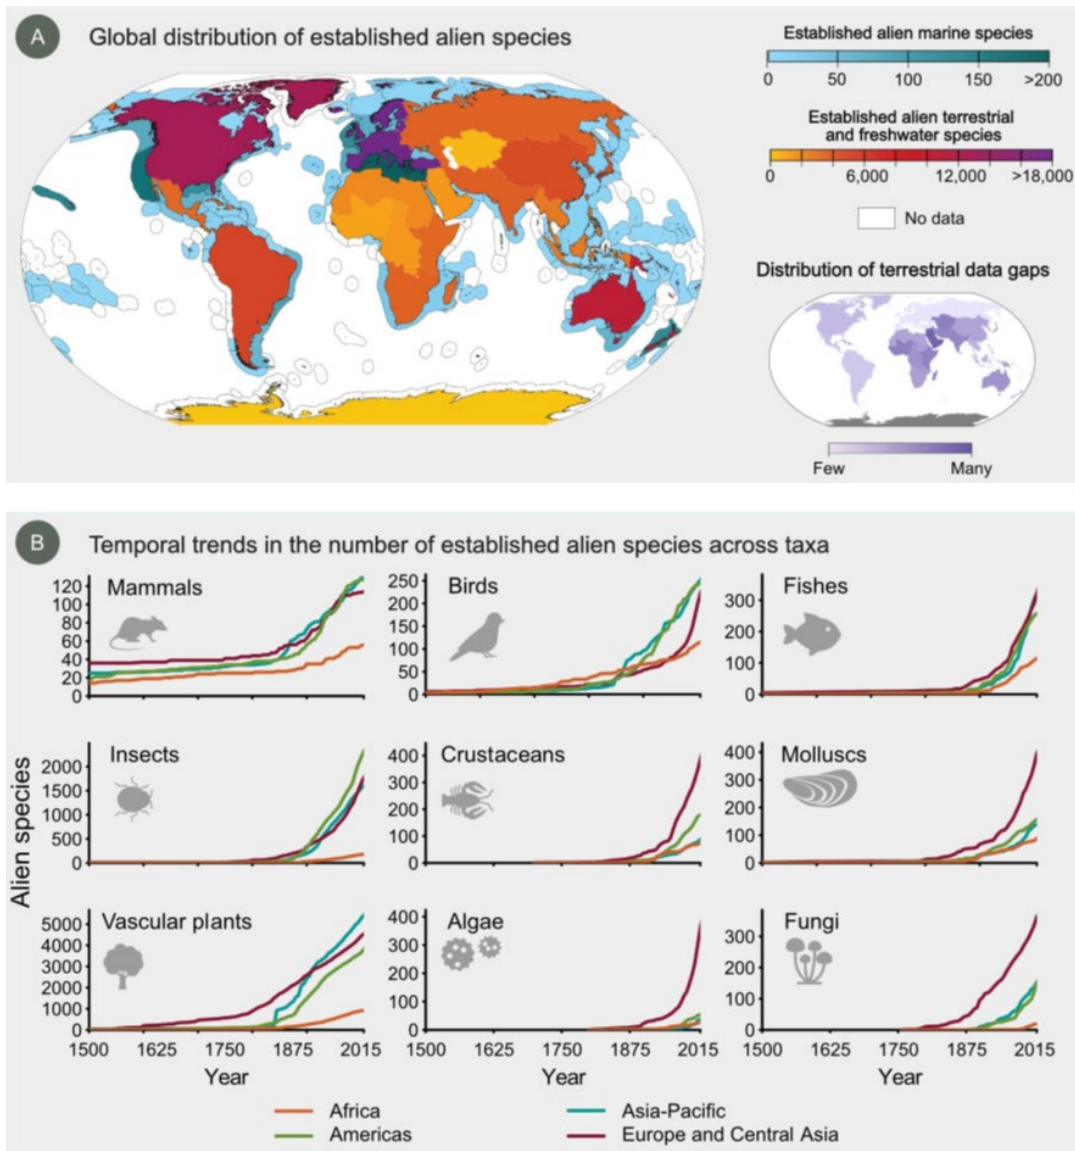 A
Global distribution of established alien species
Established alien marine species
0 50 100 150 >200
Established alien terrestrial
and freshwater species
0 6,000 12,000 >18,000
No data
Distribution of terrestrial data gaps
Few Many
B
Temporal trends in the number of established alien species across taxa
Alien species
Mammals
120
100
80
60
40
20
0
Birds
250
200
150
100
50
0
Fishes
300
200
100
0
Insects
2000
1500
1000
500
0
Crustaceans
400
300
200
100
0
Molluscs
400
300
200
100
0
Vascular plants
5000
4000
3000
2000
1000
0
1500 1625 1750 1875 2015
Year
Algae
400
300
200
100
0
1500 1625 1750 1875 2015
Year
Fungi
300
200
100
0
1500 1625 1750 1875 2015
Year
Africa
Americas
Asia-Pacific
Europe and Central Asia